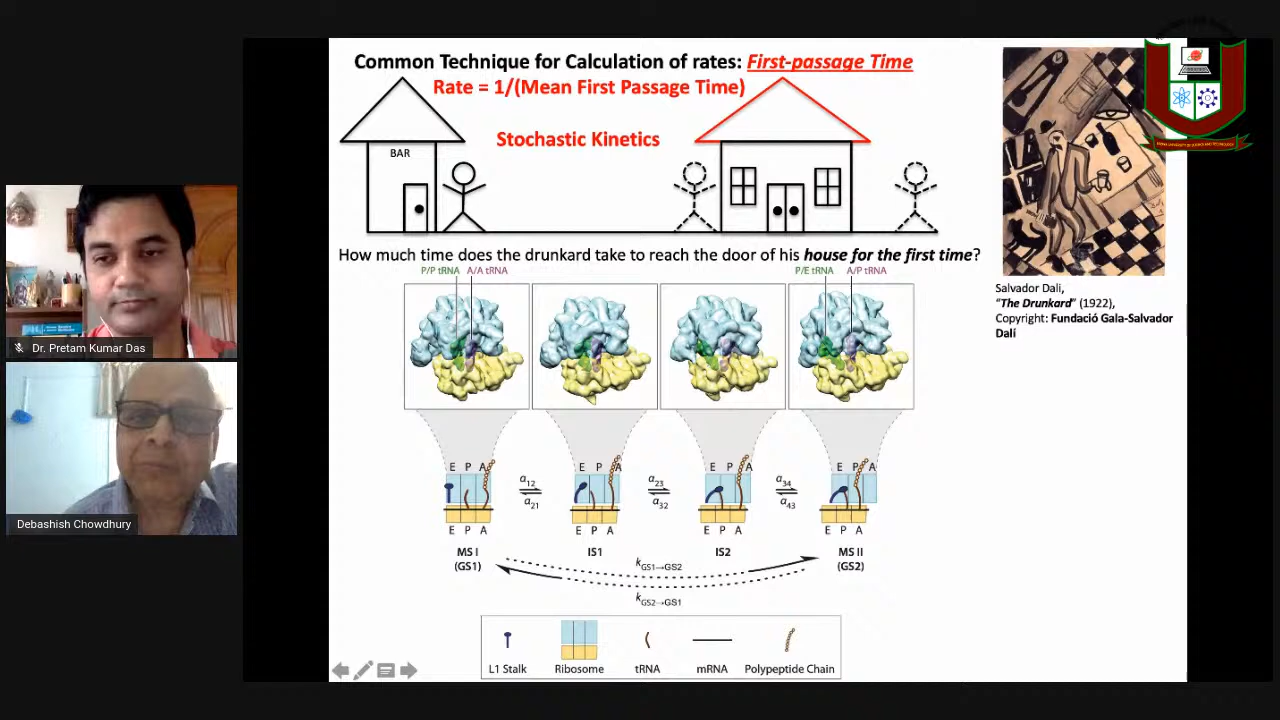 Common Technique for Calculation of rates: First-passage Time
Rate = 1/(Mean First Passage Time)
Stochastic Kinetics
BAR
How much time does the drunkard take to reach the door of his house for the first time?
P/P tRNA A/A tRNA
P/E tRNA A/P tRNA
Salvador Dali,
“The Drunkard” (1922),
Copyright: Fundació Gala-Salvador
Dalí
Dr. Pretam Kumar Das
Debashish Chowdhury
E P A
E P A
E P A
E P A
a12
a21
a23
a32
a34
a43
E P A
E P A
E P A
E P A
MS I
(GS1)
IS1
IS2
MS II
(GS2)
kGS1→GS2
kGS2→GS1
L1 Stalk
Ribosome
tRNA
mRNA
Polypeptide Chain